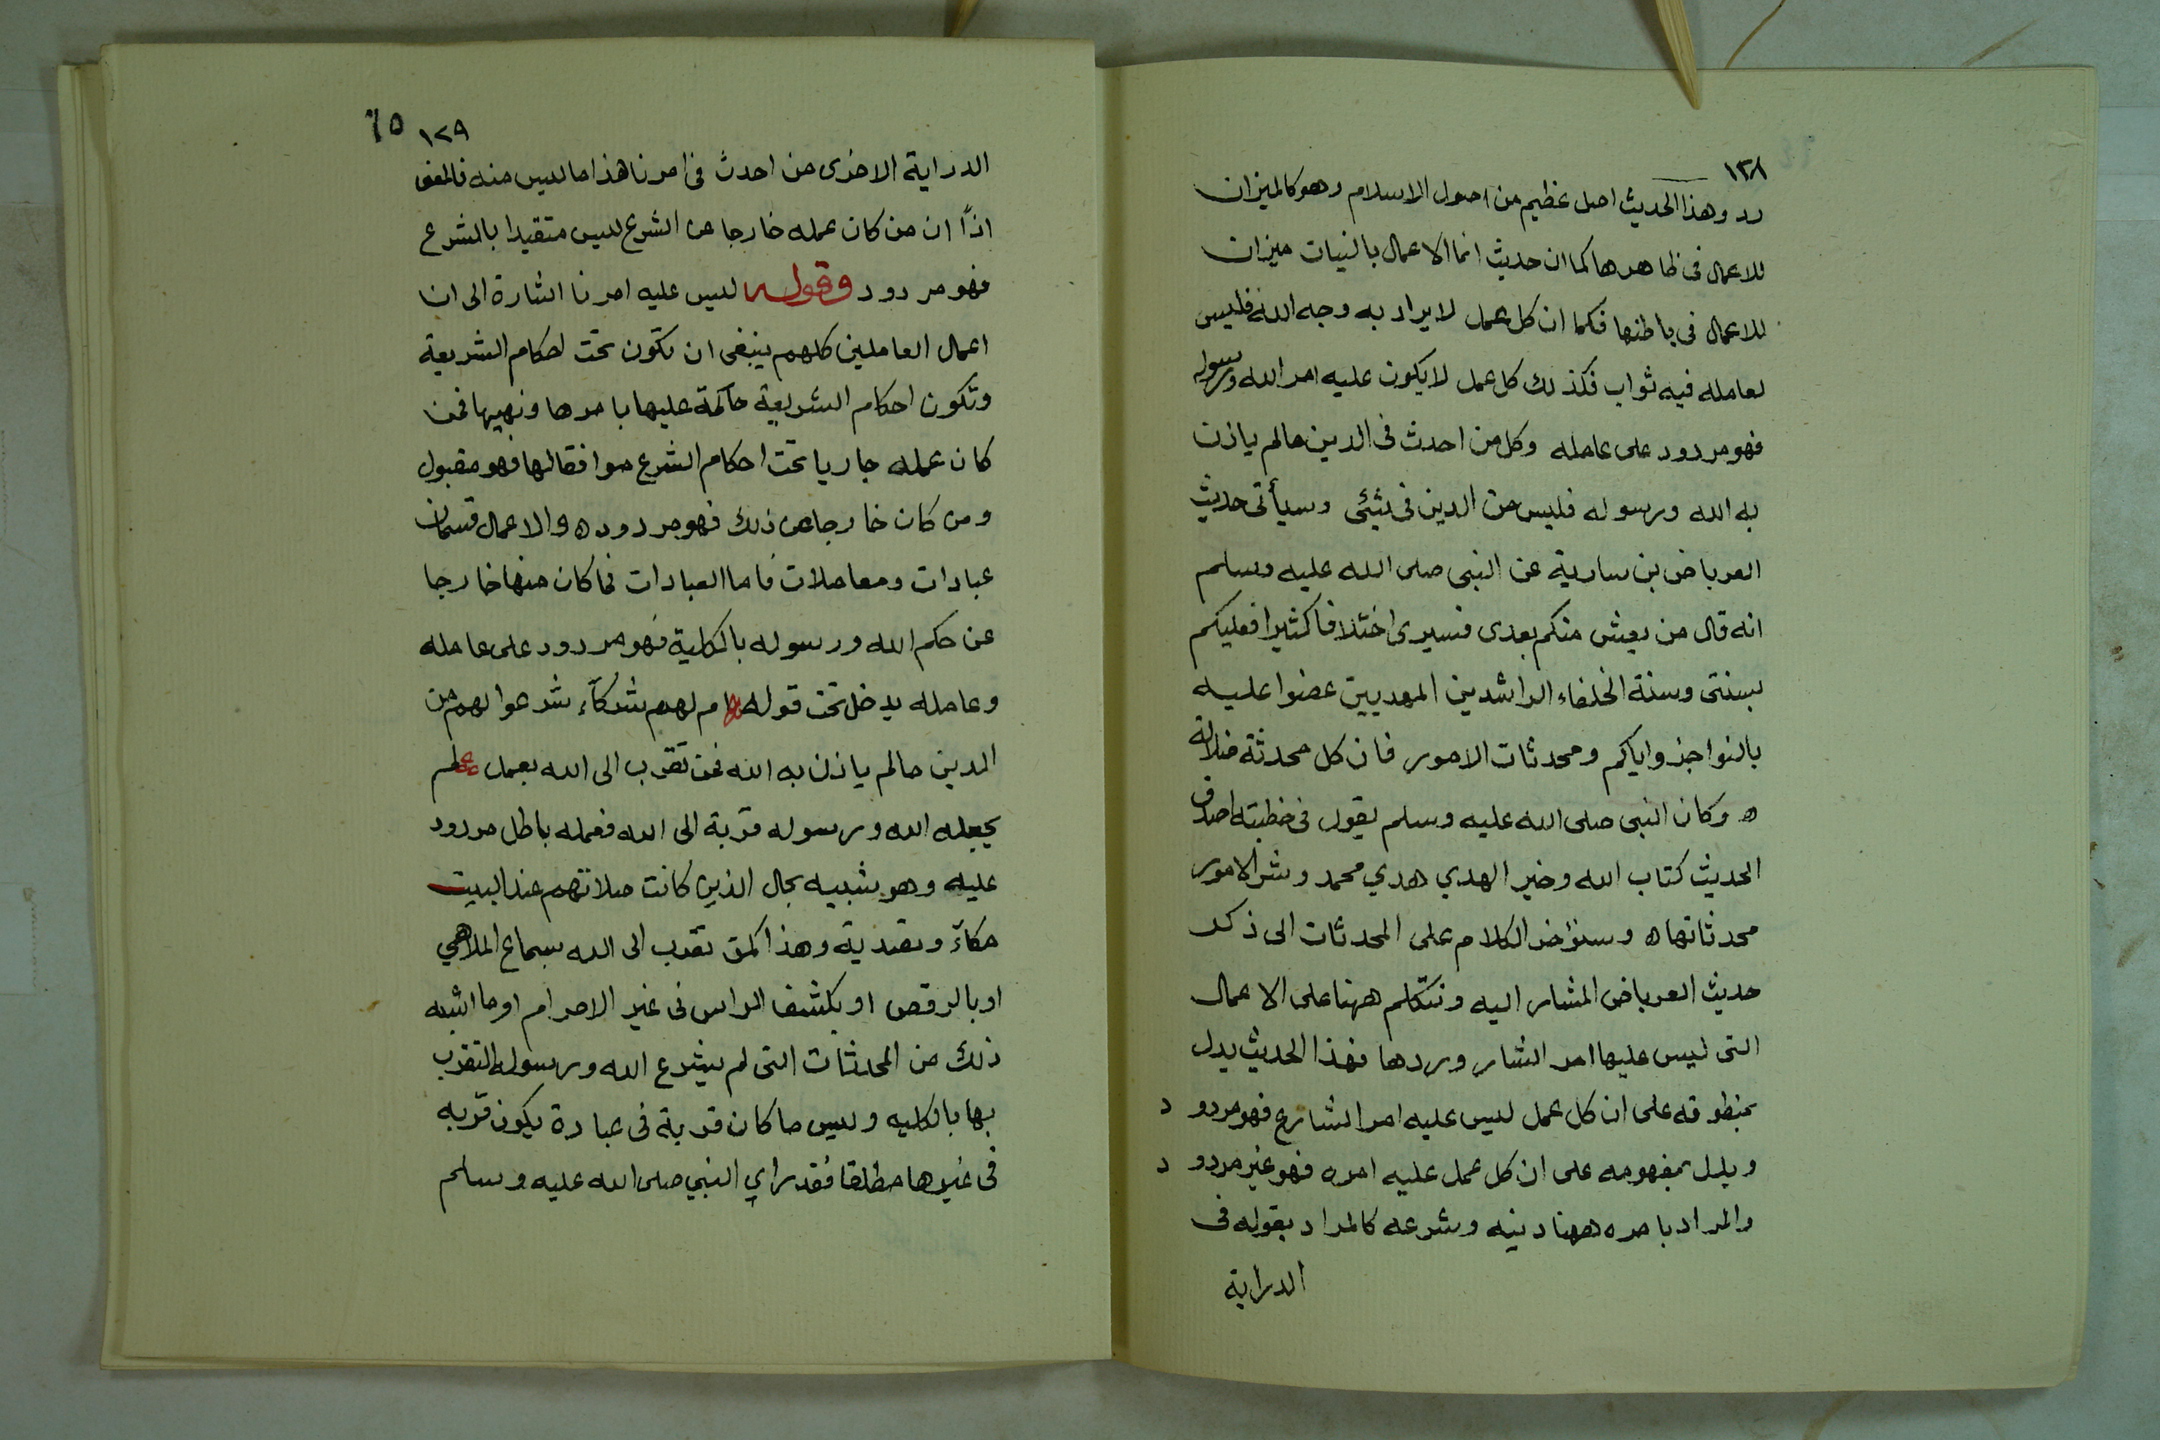 ١٢٨
رد وهذا الحديث اصل عظيم من اصول الاسلام وهو كالميزان
للاعمال فى ظاهرها كما ان حديث انما الاعمال بالنيات ميزان
للاعمال فى باطنها فكما ان كل عمل لا يراد به وجه الله فليس
لعامله فيه ثواب فكذلك كل عمل لا يكون عليه امر الله ورسوله
فهو مردود على عامله وكل من احدث فى الدين مالم ياذن
به الله ورسوله فليس من الدين فى شئى وسيأتى حديث
العرباض بن سارية عن النبى صلى الله عليه وسلم
انه قال من يعش منكم بعدى فسيرى اختلافا كثيرا فعليكم
بسنتى وسنة الخلفاء الراشدين المهديين عضوا عليه
بالنواجذ واياكم ومحدثات الامور فان كل محدثة ضلالة
ه وكان النبى صلى الله عليه وسلم يقول فى خطبته اصدق
الحديث كتاب الله وخير الهدي هدي محمد وشر الامور
محدثاتها ه وسنؤخر الكلام على المحدثات الى ذكر
حديث العرباض المشار اليه ونتكلم ههنا على الاعمال
التى ليس عليها امر الشار وردها فهذا الحديث يدل
بمنطوقه على ان كل عمل ليس عليه امر الشارع فهو مردو د
ويدل بمفهومه على ان كل عمل عليه امره فهو غير مردو د
والمراد بامره ههنا دينه وشرعه كالمراد بقوله فى
الدراية
١٢٩ ٦٥
الدراية الاخرى من احدث فى امرنا هذا ما ليس منه فالمعنى
اذاً ان من كان عمله خارجا عن الشرع ليس متقيدا بالشرع
فهو مردود وقوله ليس عليه امرنا اشارة الى ان
اعمال العاملين كلهم ينبغى ان تكون تحت احكام الشريعة
وتكون احكام الشريعة حاكمة عليها بامرها ونهيها فمن
كان عمله جاريا تحت احكام الشرع موافقا لها فهو مقبول
ومن كان خارجا عن ذلك فهو مردود ه والاعمال قسمان
عبادات ومعاملات فاما العبادات فما كان منها خارجا
عن حكم الله ورسوله بالكلية فهو مردود على عامله
وعامله يدخل تحت قوله ام لهم شركآء شرعوا لهم من
الدين مالم ياذن به الله فمن تقرب الى الله بعمل لم
يجعله الله ورسوله قربة الى الله فعمله باطل مردود
عليه وهو شبيه بحال الذين كانت صلاتهم عند البيت
مكآء وتصدية وهذا كمن تقرب الى الله بسماع الملاهي
او بالرقص او بكشف الراس فى غير الاحرام او ما اشبه
ذلك من المحدثات التى لم يشرع الله ورسوله التقرب
بها بالكليه وليس ما كان قربة فى عبادة يكون قربه
فى غيرها مطلقا فقد راي النبي صلى الله عليه وسلم